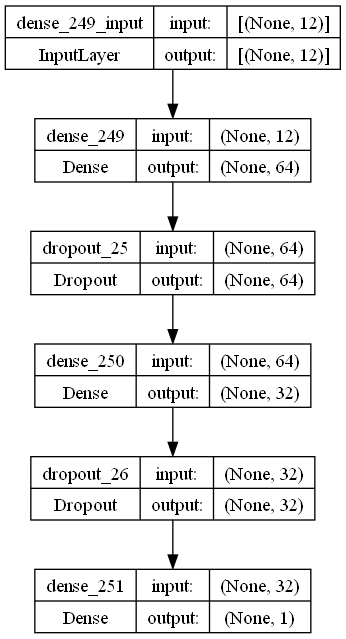 dense_249_input input: [(None, 12)]
InputLayer output: [(None, 12)]
dense_249 input: (None, 12)
Dense output: (None, 64)
dropout_25 input: (None, 64)
Dropout output: (None, 64)
dense_250 input: (None, 64)
Dense output: (None, 32)
dropout_26 input: (None, 32)
Dropout output: (None, 32)
dense_251 input: (None, 32)
Dense output: (None, 1)